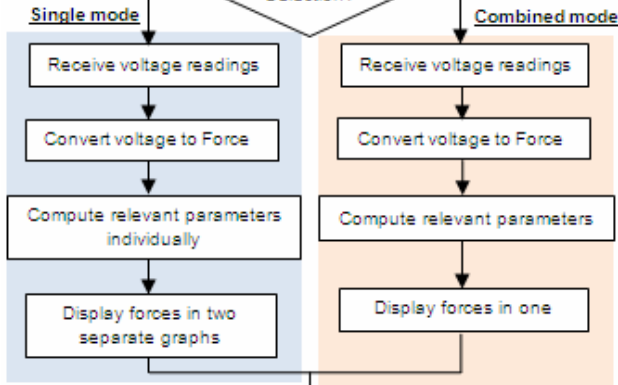 Single mode
Receive voltage readings
Convert voltage to Force
Compute relevant parameters
individually
Display forces in two
separate graphs
Combined mode
Receive voltage readings
Convert voltage to Force
Compute relevant parameters
Display forces in one